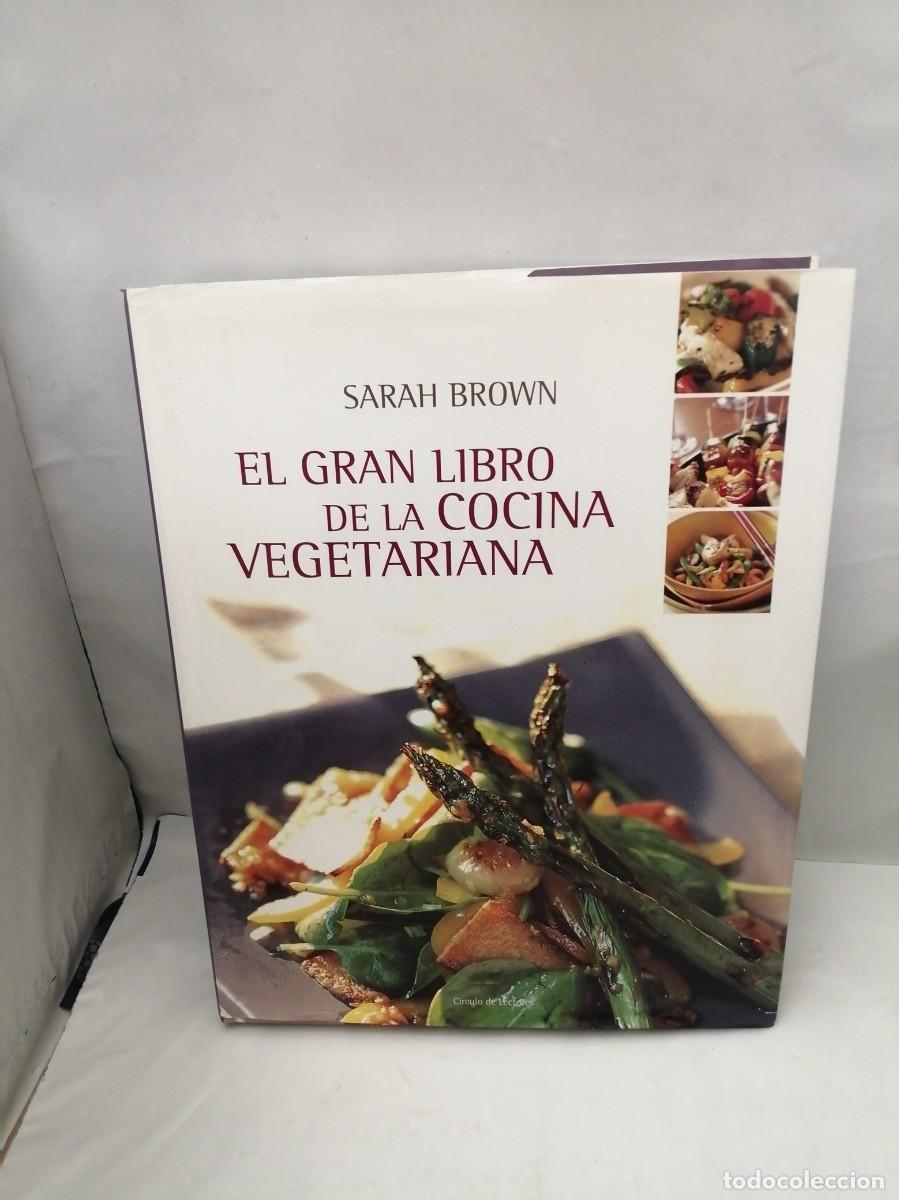 SARAH BROWN
EL GRAN LIBRO
DE LA COCINA
VEGETARIANA
Círculo de Lectores
todocoleccion